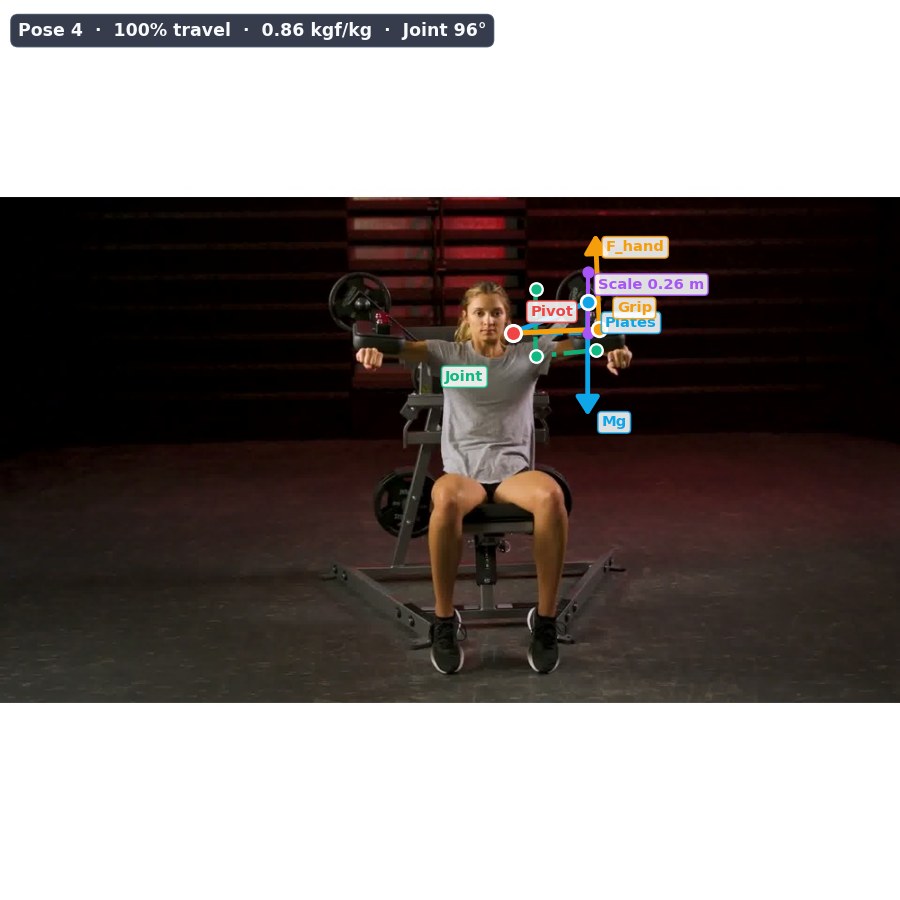 Pose 4 · 100% travel · 0.86 kgf/kg · Joint 96°
F_hand
Scale 0.26 m
Pivot
Grip
Plates
Joint
Mg